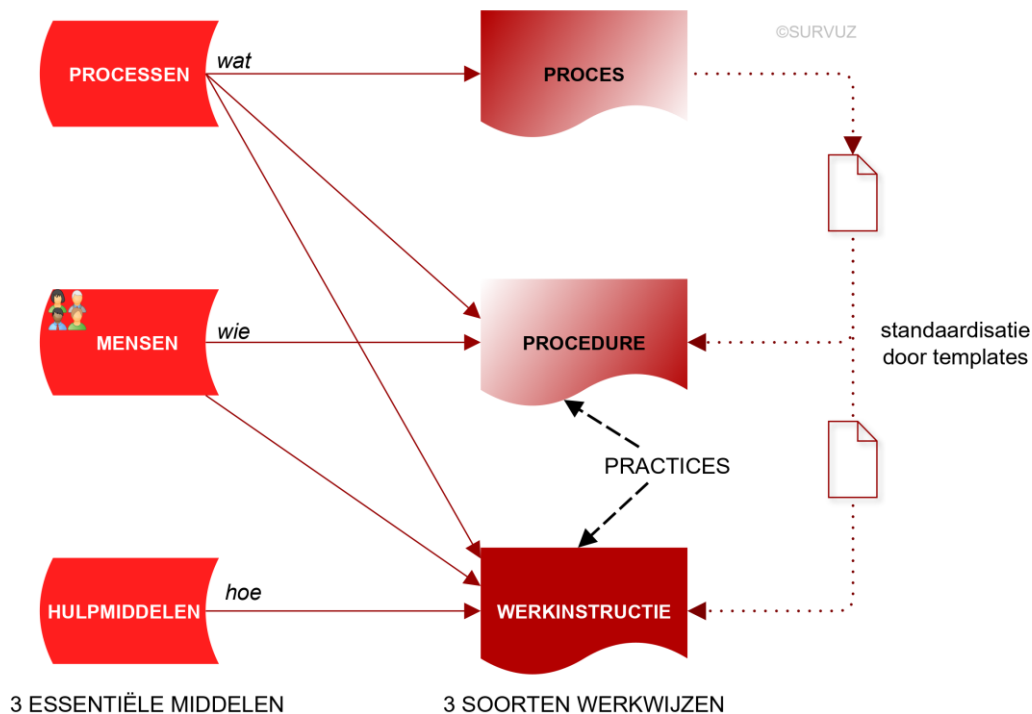 ©SURVUZ
PROCESSEN
wat
PROCES
MENSEN
wie
PROCEDURE
standaardisatie
door templates
PRACTICES
HULPMIDDELEN
hoe
WERKINSTRUCTIE
3 ESSENTIËLE MIDDELEN
3 SOORTEN WERKWIJZEN